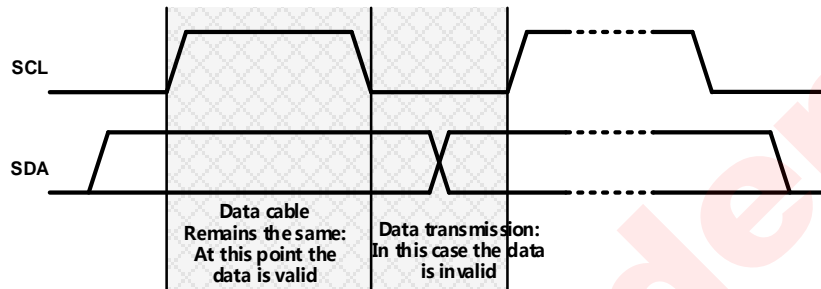 SCL
SDA
Data cable
Remains the same:
At this point the
data is valid
Data transmission:
In this case the data
is invalid